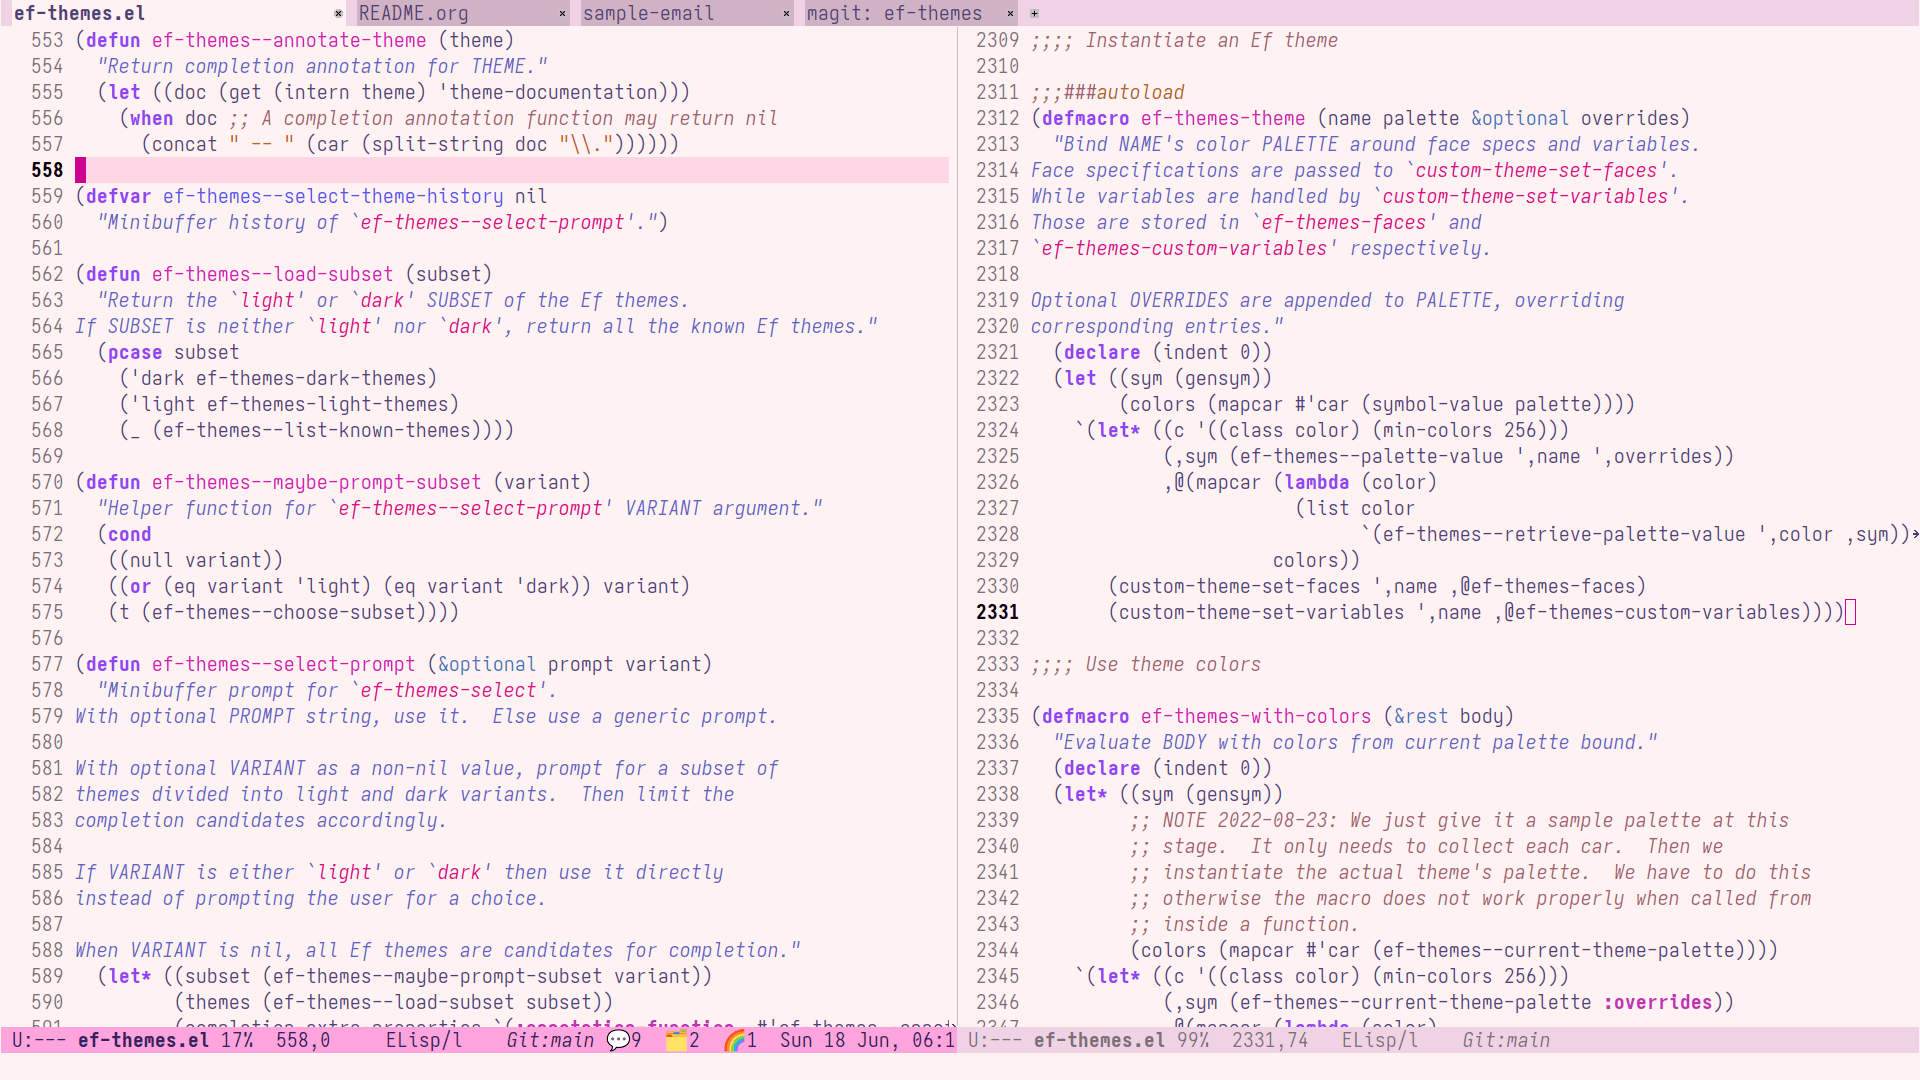 ef-themes.el README.org sample-email magit: ef-themes
553 (defun ef-themes--annotate-theme (theme)
554   "Return completion annotation for THEME."
555   (let ((doc (get (intern theme) 'theme-documentation)))
556     (when doc ;; A completion annotation function may return nil
557       (concat " -- " (car (split-string doc "\\."))))))
558
559 (defvar ef-themes--select-theme-history nil
560   "Minibuffer history of `ef-themes--select-prompt'.")
561
562 (defun ef-themes--load-subset (subset)
563   "Return the `light' or `dark' SUBSET of the Ef themes.
564 If SUBSET is neither `light' nor `dark', return all the known Ef themes."
565   (pcase subset
566     ('dark ef-themes-dark-themes)
567     ('light ef-themes-light-themes)
568     (_ (ef-themes--list-known-themes))))
569
570 (defun ef-themes--maybe-prompt-subset (variant)
571   "Helper function for `ef-themes--select-prompt' VARIANT argument."
572   (cond
573    ((null variant))
574    ((or (eq variant 'light) (eq variant 'dark)) variant)
575    (t (ef-themes--choose-subset))))
576
577 (defun ef-themes--select-prompt (&optional prompt variant)
578   "Minibuffer prompt for `ef-themes-select'.
579 With optional PROMPT string, use it.  Else use a generic prompt.
580
581 With optional VARIANT as a non-nil value, prompt for a subset of
582 themes divided into light and dark variants.  Then limit the
583 completion candidates accordingly.
584
585 If VARIANT is either `light' or `dark' then use it directly
586 instead of prompting the user for a choice.
587
588 When VARIANT is nil, all Ef themes are candidates for completion."
589   (let* ((subset (ef-themes--maybe-prompt-subset variant))
590          (themes (ef-themes--load-subset subset))
U:--- ef-themes.el 17%  558,0     ELisp/l    Git:main 💬9  🗂️2  🌈1  Sun 18 Jun, 06:1
2309 ;;;; Instantiate an Ef theme
2310
2311 ;;;###autoload
2312 (defmacro ef-themes-theme (name palette &optional overrides)
2313   "Bind NAME's color PALETTE around face specs and variables.
2314 Face specifications are passed to `custom-theme-set-faces'.
2315 While variables are handled by `custom-theme-set-variables'.
2316 Those are stored in `ef-themes-faces' and
2317 `ef-themes-custom-variables' respectively.
2318
2319 Optional OVERRIDES are appended to PALETTE, overriding
2320 corresponding entries."
2321   (declare (indent 0))
2322   (let ((sym (gensym))
2323         (colors (mapcar #'car (symbol-value palette))))
2324     `(let* ((c '((class color) (min-colors 256)))
2325             (,sym (ef-themes--palette-value ',name ',overrides))
2326             ,@(mapcar (lambda (color)
2327                         (list color
2328                               `(ef-themes--retrieve-palette-value ',color ,sym))
2329                       colors))
2330        (custom-theme-set-faces ',name ,@ef-themes-faces)
2331        (custom-theme-set-variables ',name ,@ef-themes-custom-variables))))
2332
2333 ;;;; Use theme colors
2334
2335 (defmacro ef-themes-with-colors (&rest body)
2336   "Evaluate BODY with colors from current palette bound."
2337   (declare (indent 0))
2338   (let* ((sym (gensym))
2339          ;; NOTE 2022-08-23: We just give it a sample palette at this
2340          ;; stage.  It only needs to collect each car.  Then we
2341          ;; instantiate the actual theme's palette.  We have to do this
2342          ;; otherwise the macro does not work properly when called from
2343          ;; inside a function.
2344          (colors (mapcar #'car (ef-themes--current-theme-palette))))
2345     `(let* ((c '((class color) (min-colors 256)))
2346             (,sym (ef-themes--current-theme-palette :overrides))
U:--- ef-themes.el 99%  2331,74   ELisp/l    Git:main